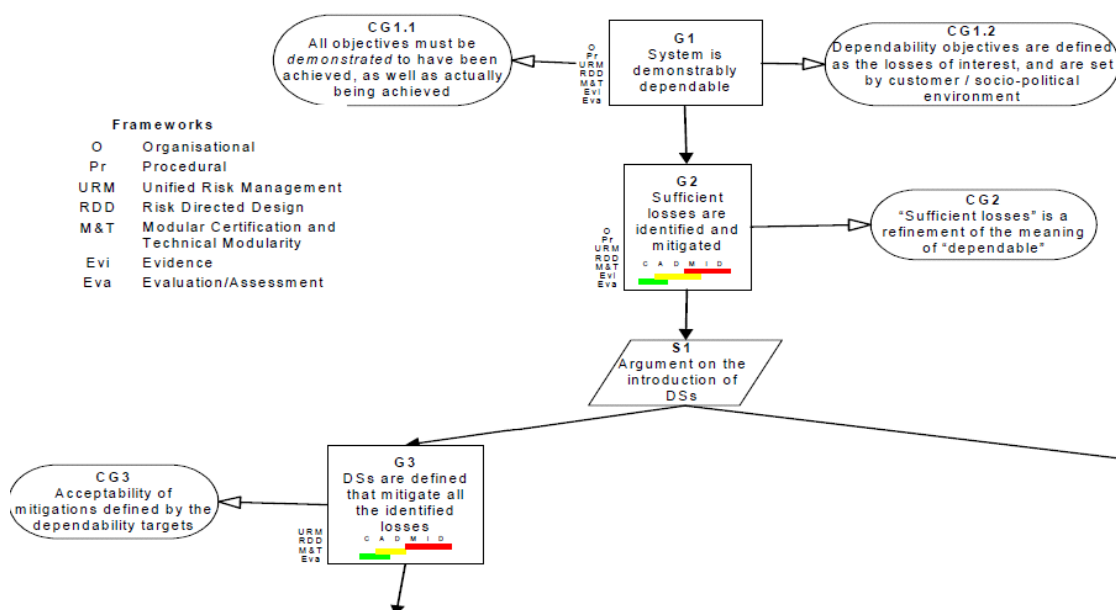 CG1.1
All objectives must be
demonstrated to have been
achieved, as well as actually
being achieved
O
Pr
URM
RDD
M&T
Evi
Eva
G1
System is
demonstrably
dependable
CG1.2
Dependability objectives are defined
as the losses of interest, and are set
by customer / socio-political
environment
Frameworks
O Organisational
Pr Procedural
URM Unified Risk Management
RDD Risk Directed Design
M&T Modular Certification and
Technical Modularity
Evi Evidence
Eva Evaluation/Assessment
O
Pr
URM
RDD
M&T
Evi
Eva
G2
Sufficient
losses are
identified and
mitigated
C A D M I D
CG2
“Sufficient losses” is a
refinement of the meaning
of “dependable”
S1
Argument on the
introduction of
DSs
CG3
Acceptability of
mitigations defined by the
dependability targets
URM
RDD
M&T
Eva
G3
DSs are defined
that mitigate all
the identified
losses
C A D M I D